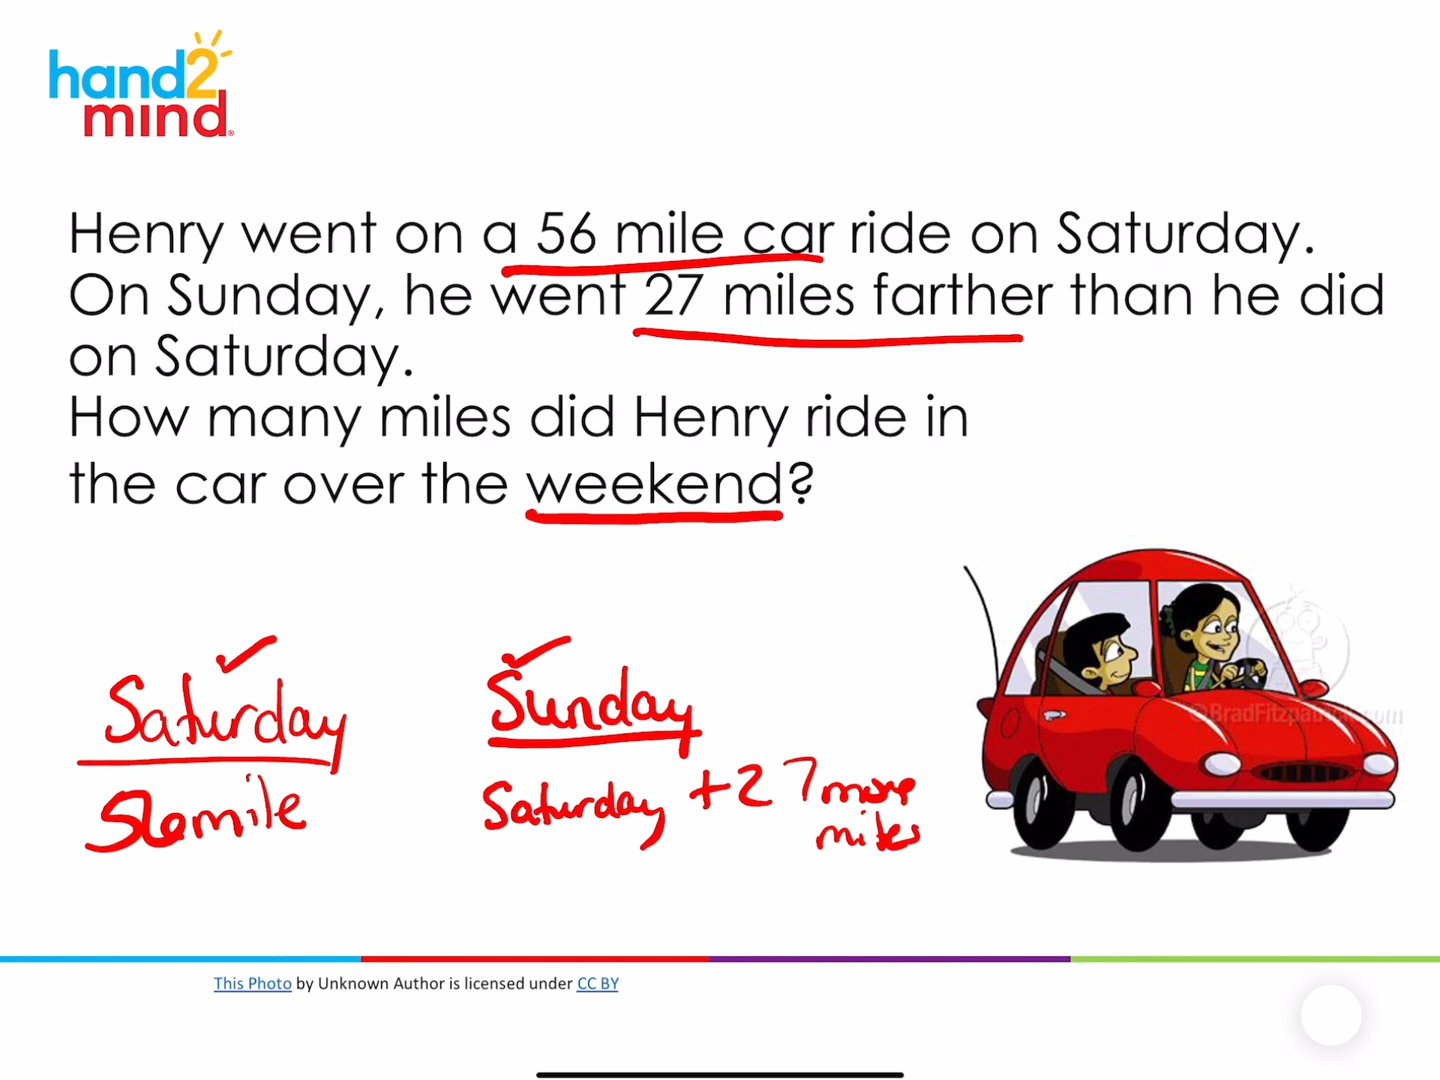 hand2
mind®
Henry went on a 56 mile car ride on Saturday.
On Sunday, he went 27 miles farther than he did
on Saturday.
How many miles did Henry ride in
the car over the weekend?
Saturday
56 mile
Sunday
Saturday +27 more
miles
This Photo by Unknown Author is licensed under CC BY